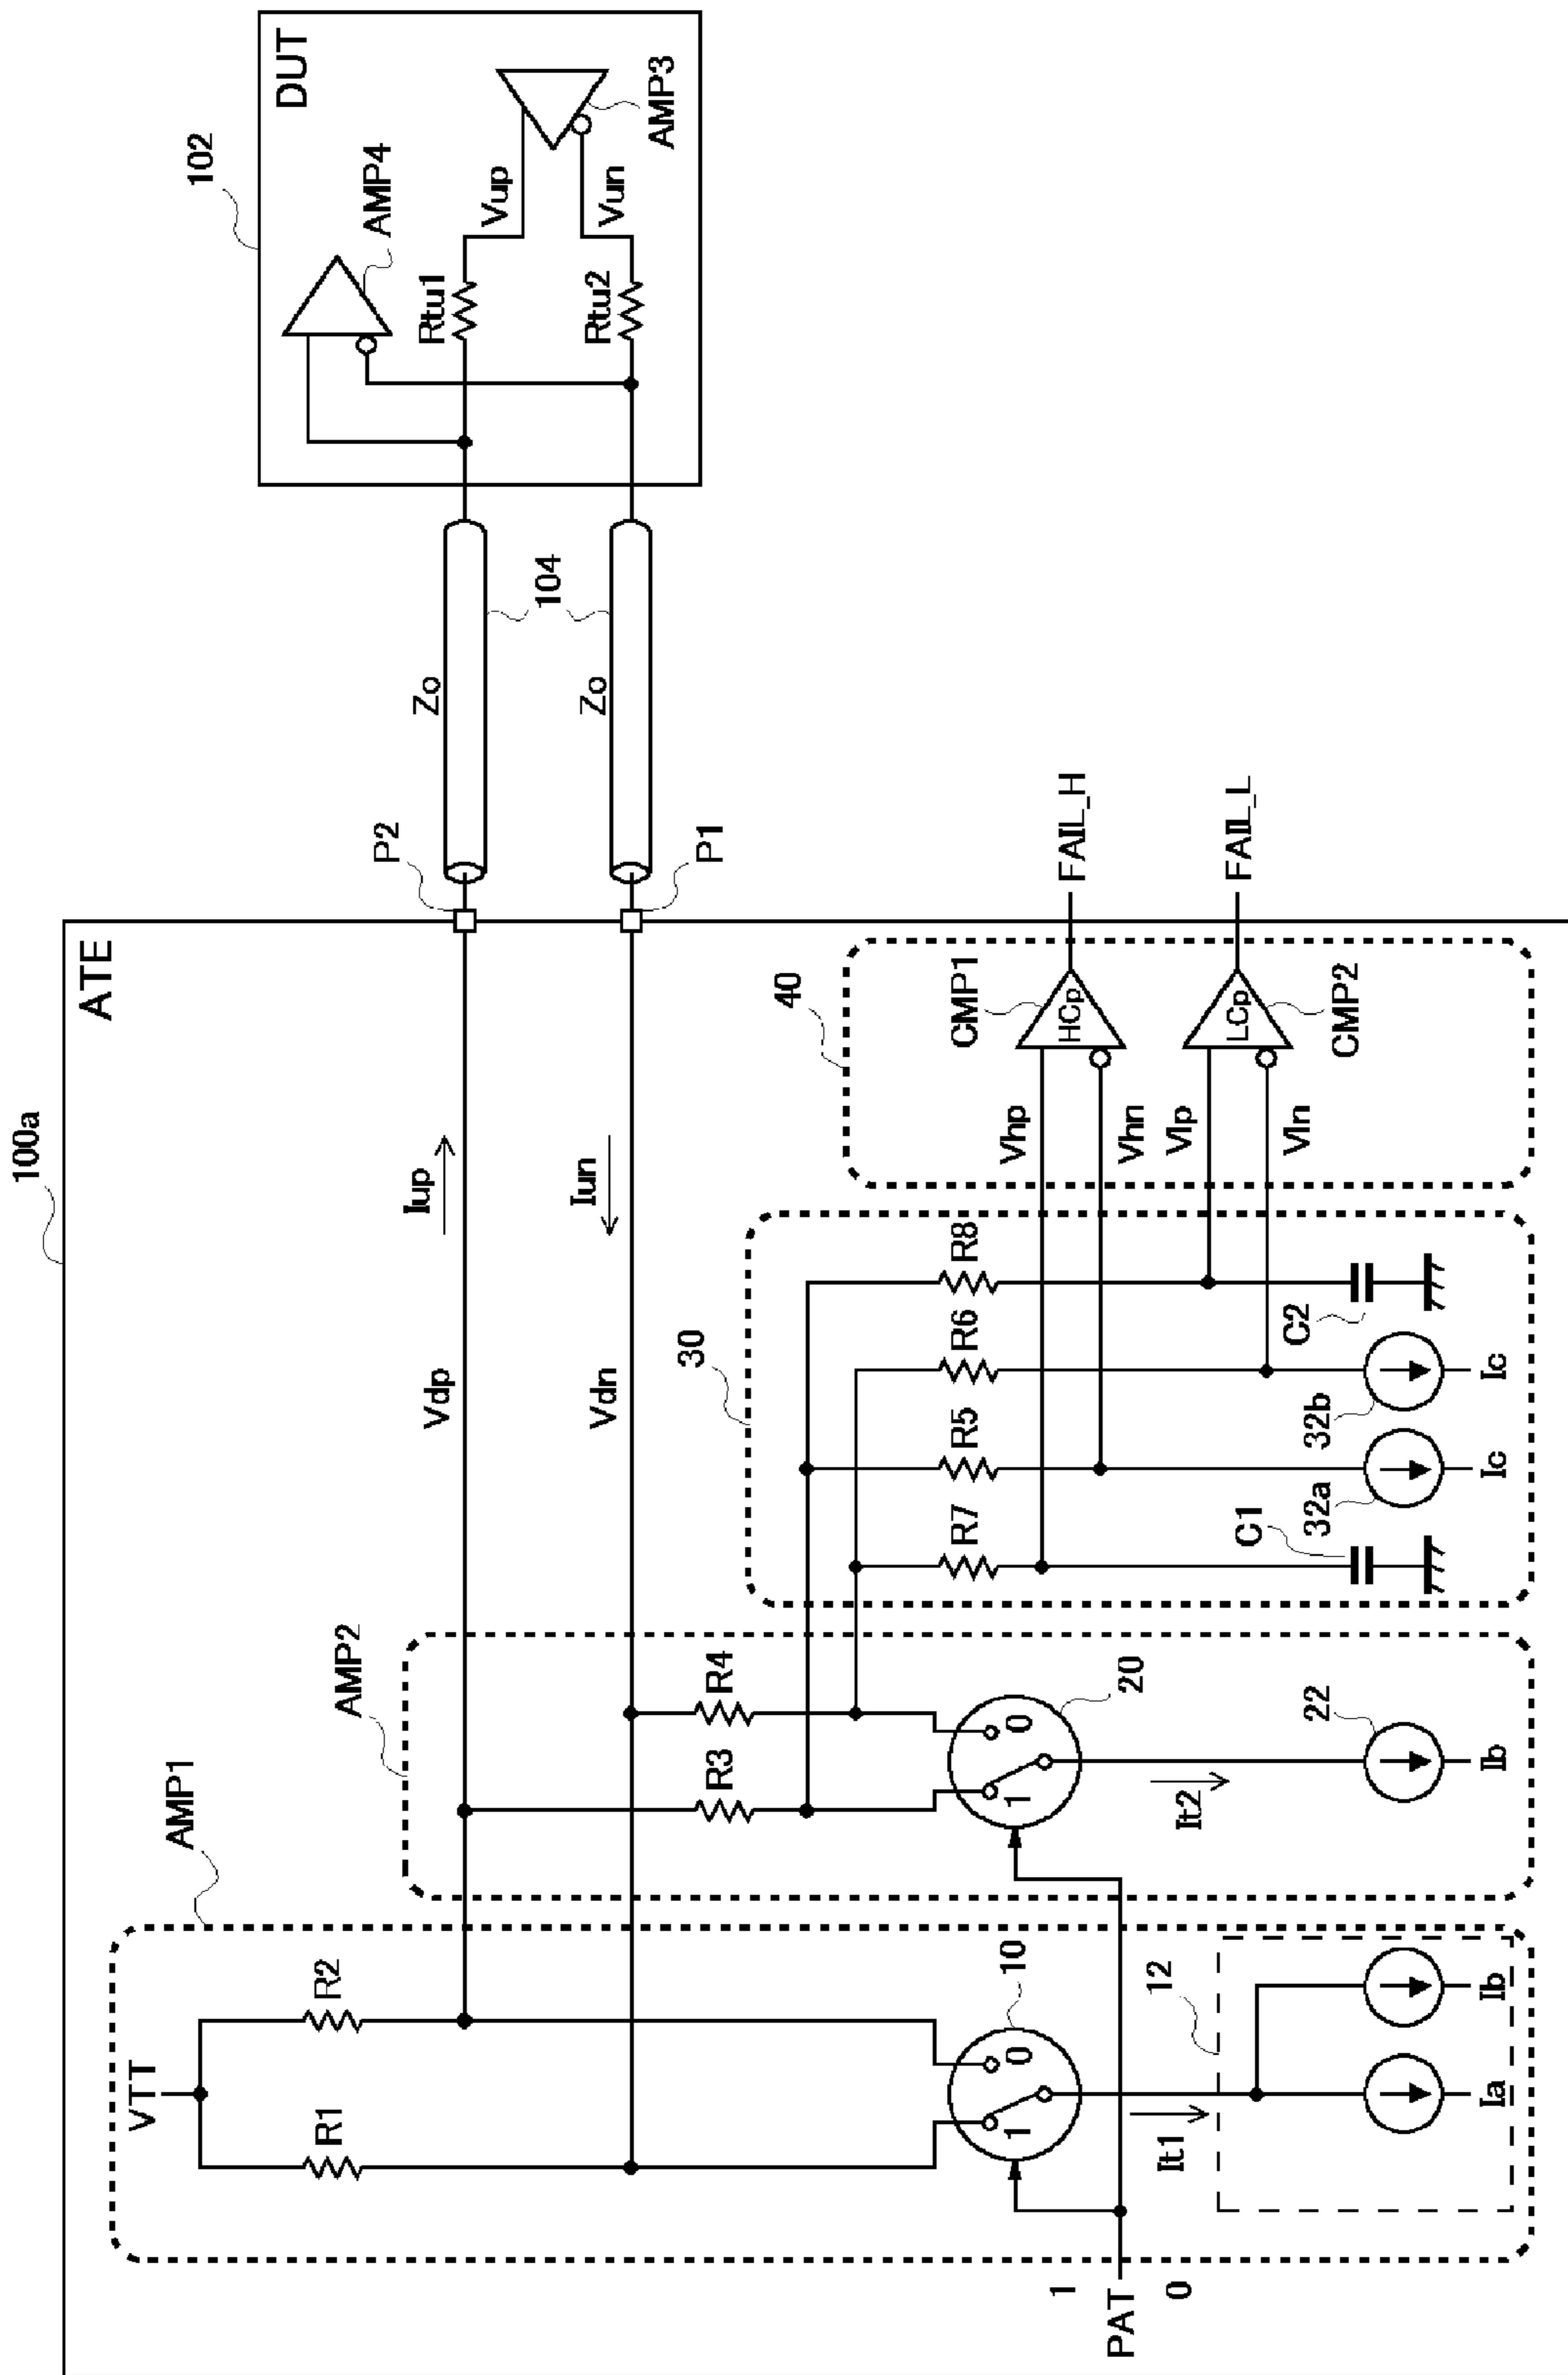 100a
ATE
AMP1
VTT
R1
R2
10
1
0
PAT
1
0
It1
12
Ia
Ib
AMP2
R3
R4
20
1
0
It2
22
Ib
Vdp
Vdn
Iup
Iun
30
R7
R5
R6
R8
C1
32a
Ic
32b
Ic
C2
40
Vhp
Vhn
Vlp
Vln
CMP1
HCp
LCp
CMP2
FAIL_H
FAIL_L
P2
P1
Zo
Zo
104
102
DUT
AMP4
Rtu1
Rtu2
Vup
Vun
AMP3